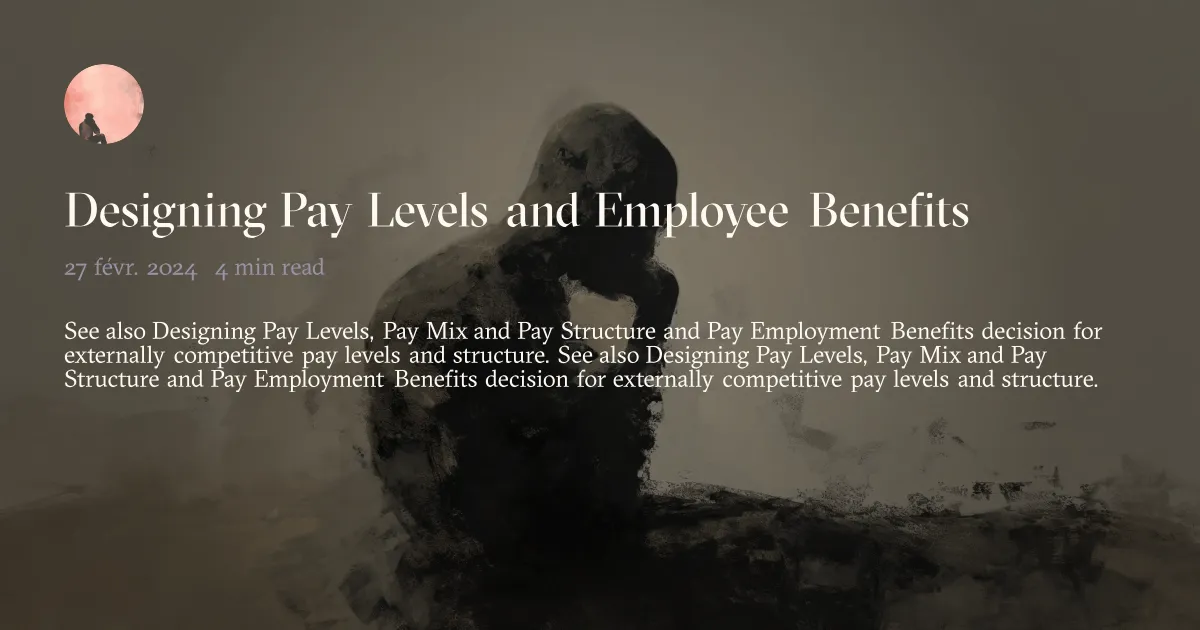 Designing Pay Levels and Employee Benefits
27 févr. 2024 4 min read
See also Designing Pay Levels, Pay Mix and Pay Structure and Pay Employment Benefits decision for
externally competitive pay levels and structure. See also Designing Pay Levels, Pay Mix and Pay
Structure and Pay Employment Benefits decision for externally competitive pay levels and structure.